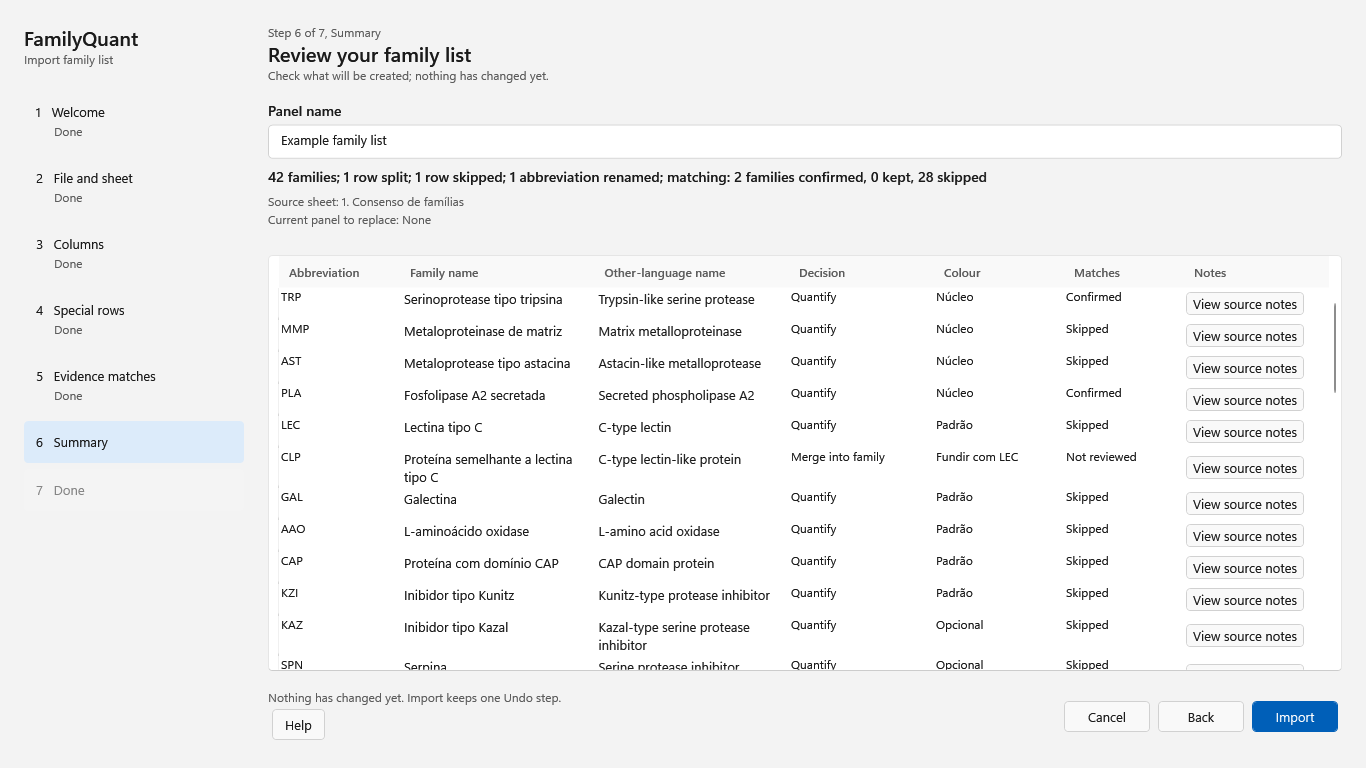 FamilyQuant
Import family list
1 Welcome
Done
2 File and sheet
Done
3 Columns
Done
4 Special rows
Done
5 Evidence matches
Done
6 Summary
7 Done
Step 6 of 7, Summary
Review your family list
Check what will be created; nothing has changed yet.
Panel name
Example family list
42 families; 1 row split; 1 row skipped; 1 abbreviation renamed; matching: 2 families confirmed, 0 kept, 28 skipped
Source sheet: 1. Consenso de famílias
Current panel to replace: None
Abbreviation Family name Other-language name Decision Colour Matches Notes
TRP Serinoprotease tipo tripsina Trypsin-like serine protease Quantify Núcleo Confirmed View source notes
MMP Metaloproteinase de matriz Matrix metalloproteinase Quantify Núcleo Skipped View source notes
AST Metaloprotease tipo astacina Astacin-like metalloprotease Quantify Núcleo Skipped View source notes
PLA Fosfolipase A2 secretada Secreted phospholipase A2 Quantify Núcleo Confirmed View source notes
LEC Lectina tipo C C-type lectin Quantify Padrão Skipped View source notes
CLP Proteína semelhante a lectina C-type lectin-like protein Merge into family Fundir com LEC Not reviewed View source notes
tipo C
GAL Galectina Galectin Quantify Padrão Skipped View source notes
AAO L-aminoácido oxidase L-amino acid oxidase Quantify Padrão Skipped View source notes
CAP Proteína com domínio CAP CAP domain protein Quantify Padrão Skipped View source notes
KZI Inibidor tipo Kunitz Kunitz-type protease inhibitor Quantify Padrão Skipped View source notes
KAZ Inibidor tipo Kazal Kazal-type serine protease Quantify Opcional Skipped View source notes
inhibitor
SPN Serpina Serine protease inhibitor Quantify Opcional Skipped
Nothing has changed yet. Import keeps one Undo step.
Help
Cancel Back Import